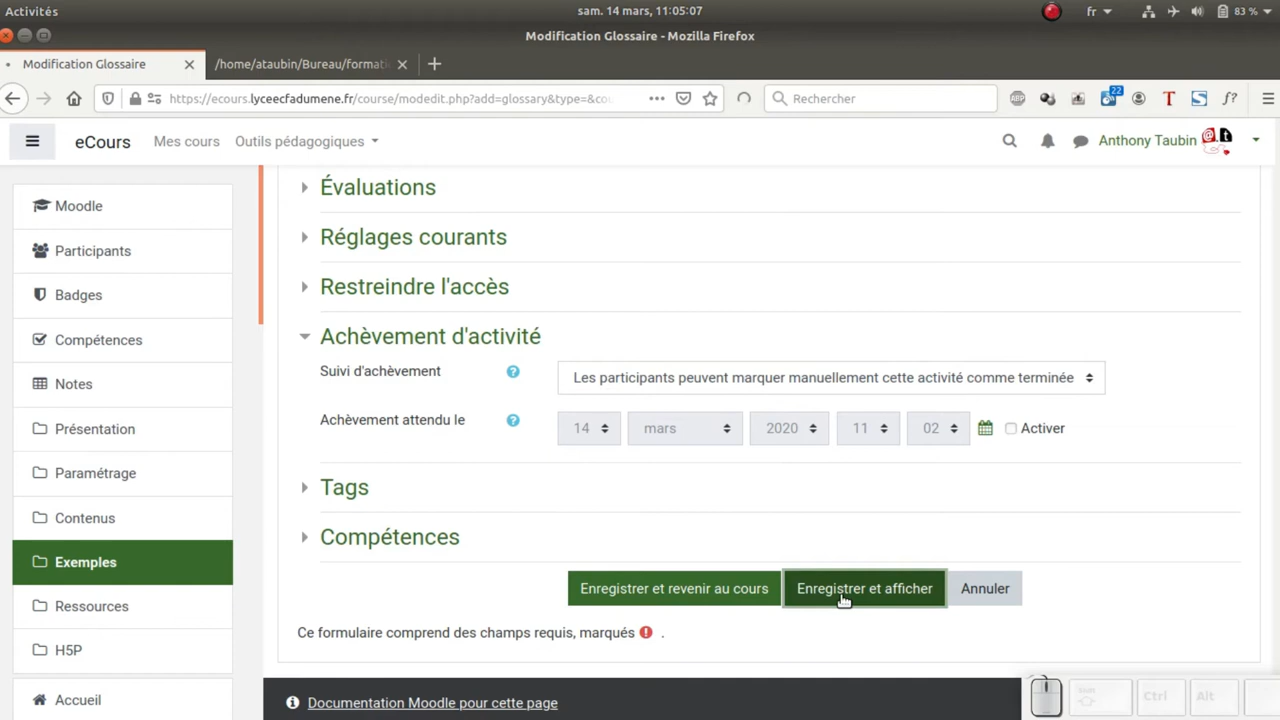 Activités
sam. 14 mars, 11:05:07
fr
83 %
Modification Glossaire - Mozilla Firefox
Modification Glossaire
/home/ataubin/Bureau/format
https://ecours.lyceecfadumene.fr/course/modedit.php?add=glossary&type=&co
Rechercher
ABP
22
T
S
f?
eCours
Mes cours
Outils pédagogiques
Anthony Taubin
Moodle
Participants
Badges
Compétences
Notes
Présentation
Paramétrage
Contenus
Exemples
Ressources
H5P
Accueil
Évaluations
Réglages courants
Restreindre l'accès
Achèvement d'activité
Suivi d'achèvement
Les participants peuvent marquer manuellement cette activité comme terminée
Achèvement attendu le
14 mars 2020 11 02 Activer
Tags
Compétences
Enregistrer et revenir au cours
Enregistrer et afficher
Annuler
Ce formulaire comprend des champs requis, marqués .
Documentation Moodle pour cette page
Ctrl
Alt